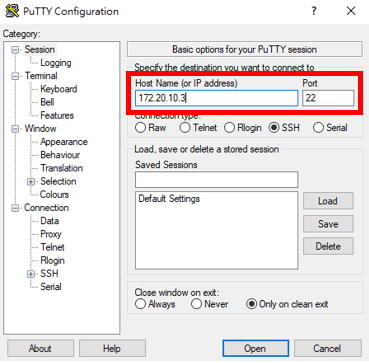 PuTTY Configuration
Category:
Session
Logging
Terminal
Keyboard
Bell
Features
Window
Appearance
Behaviour
Translation
Selection
Colours
Connection
Data
Proxy
Telnet
Rlogin
SSH
Serial
Basic options for your PuTTY session
Specify the destination you want to connect to
Host Name (or IP address) Port
172.20.10.3 22
Connection type:
Raw Telnet Rlogin SSH Serial
Load, save or delete a stored session
Saved Sessions
Default Settings
Load
Save
Delete
Close window on exit:
Always Never Only on clean exit
About Help Open Cancel